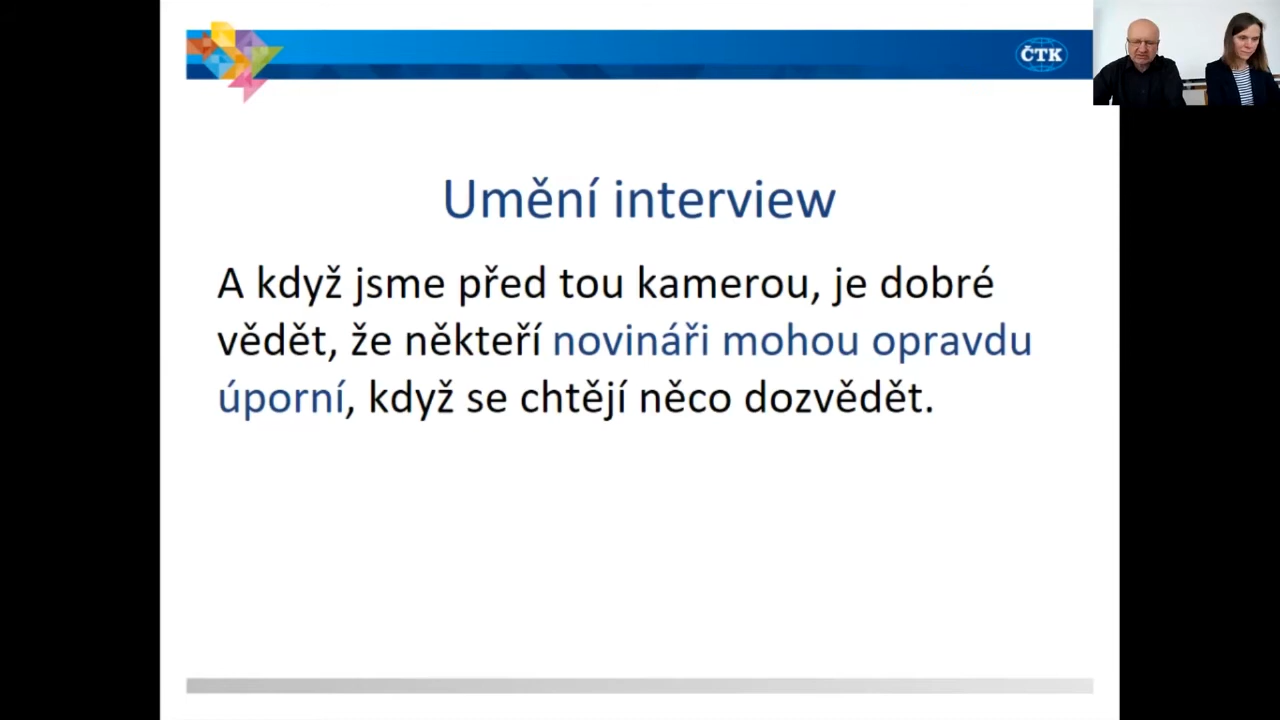 ČTK
Umění interview
A když jsme před tou kamerou, je dobré
vědět, že někteří novináři mohou opravdu
úporní, když se chtějí něco dozvědět.